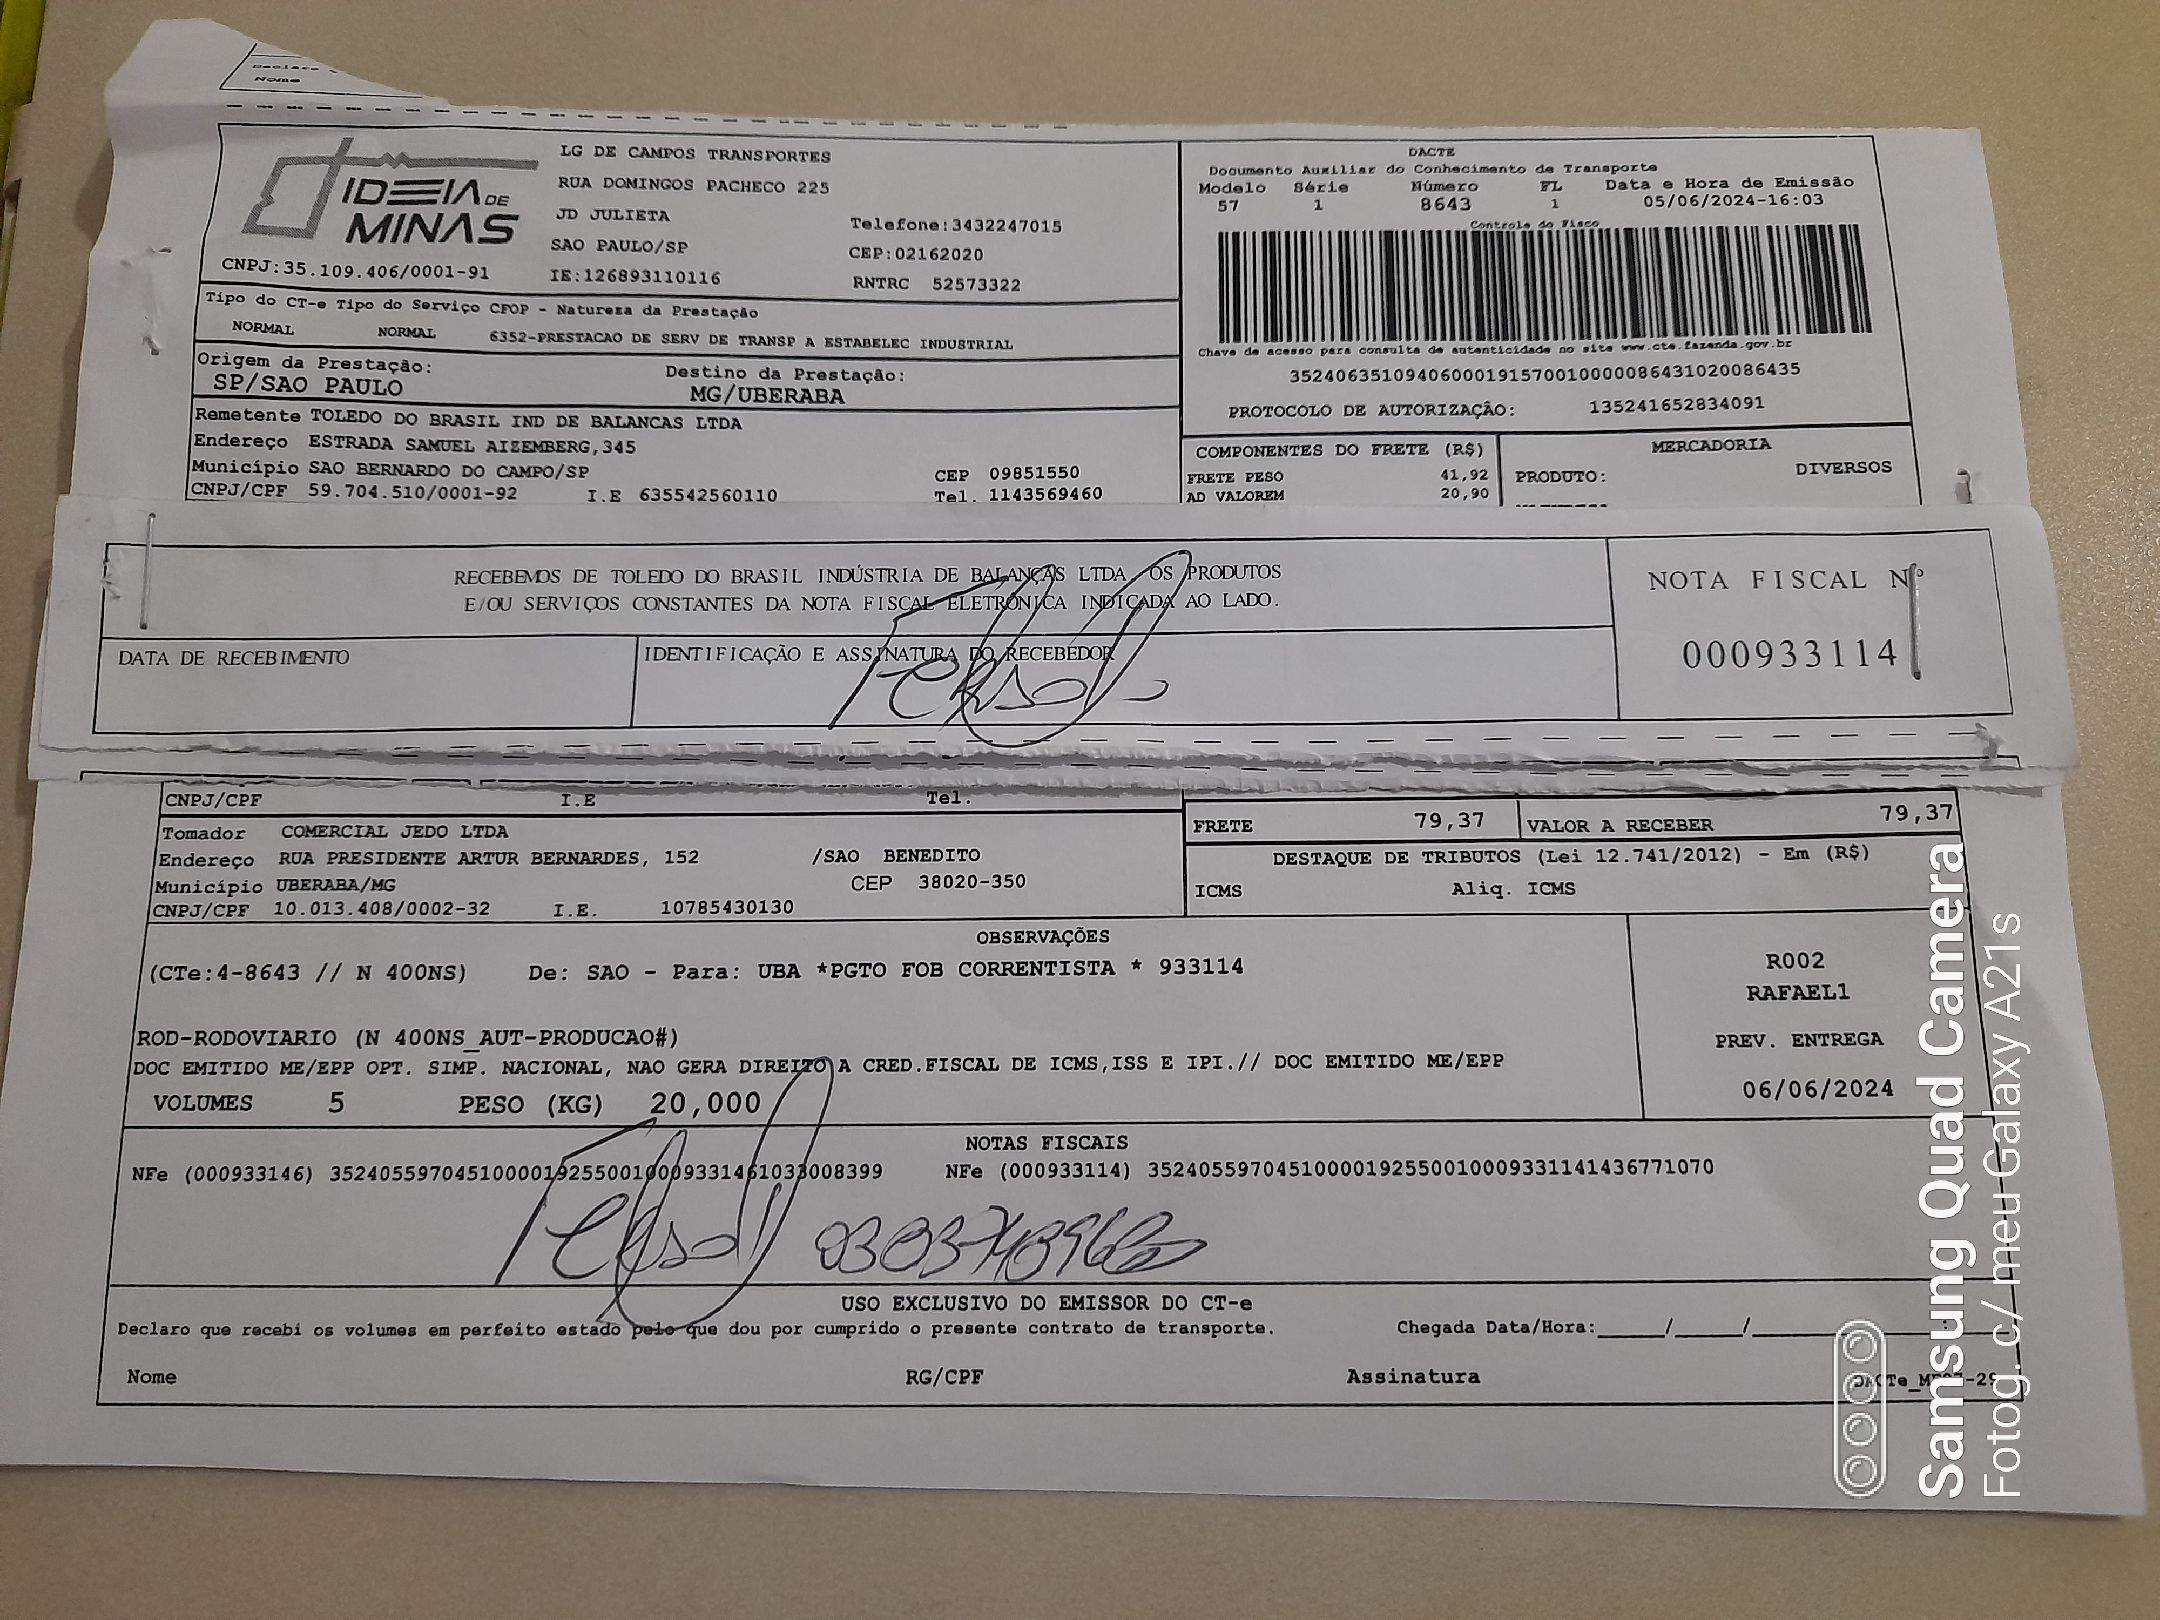 Declaro
Nome
IDEIA DE
MINAS
CNPJ:35.109.406/0001-91
LG DE CAMPOS TRANSPORTES
RUA DOMINGOS PACHECO 225
JD JULIETA
SAO PAULO/SP
IE:126893110116
Telefone:3432247015
CEP:02162020
RNTRC 52573322
DACTE
Documento Auxiliar do Conhecimento de Transporte
Modelo Série Número FL Data e Hora de Emissão
57 1 8643 1 05/06/2024-16:03
Controle do Fisco
Chave de acesso para consulta de autenticidade no site www.cte.fazenda.gov.br
35240635109406000191570010000086431020086435
PROTOCOLO DE AUTORIZAÇÃO: 135241652834091
Tipo do CT-e Tipo do Serviço CFOP - Natureza da Prestação
NORMAL NORMAL 6352-PRESTACAO DE SERV DE TRANSP A ESTABELEC INDUSTRIAL
Origem da Prestação: Destino da Prestação:
SP/SAO PAULO MG/UBERABA
Remetente TOLEDO DO BRASIL IND DE BALANCAS LTDA
Endereço ESTRADA SAMUEL AIZEMBERG,345
Município SAO BERNARDO DO CAMPO/SP CEP 09851550
CNPJ/CPF 59.704.510/0001-92 I.E 635542560110 Tel. 1143569460
COMPONENTES DO FRETE (R$)
FRETE PESO 41,92
AD VALOREM 20,90
MERCADORIA
PRODUTO: DIVERSOS
RECEBEMOS DE TOLEDO DO BRASIL INDÚSTRIA DE BALANÇAS LTDA, OS PRODUTOS
E/OU SERVIÇOS CONSTANTES DA NOTA FISCAL ELETRÔNICA INDICADA AO LADO.
DATA DE RECEBIMENTO
IDENTIFICAÇÃO E ASSINATURA DO RECEBEDOR
NOTA FISCAL Nº
000933114
CNPJ/CPF I.E Tel.
Tomador COMERCIAL JEDO LTDA
Endereço RUA PRESIDENTE ARTUR BERNARDES, 152 /SAO BENEDITO
Município UBERABA/MG CEP 38020-350
CNPJ/CPF 10.013.408/0002-32 I.E. 10785430130
FRETE 79,37 VALOR A RECEBER 79,37
DESTAQUE DE TRIBUTOS (Lei 12.741/2012) - Em (R$)
ICMS Aliq. ICMS
OBSERVAÇÕES
(CTe:4-8643 // N 400NS) De: SAO - Para: UBA *PGTO FOB CORRENTISTA * 933114
ROD-RODOVIARIO (N 400NS_AUT-PRODUCAO#)
DOC EMITIDO ME/EPP OPT. SIMP. NACIONAL, NAO GERA DIREITO A CRED.FISCAL DE ICMS,ISS E IPI.// DOC EMITIDO ME/EPP
VOLUMES 5 PESO (KG) 20,000
R002
RAFAEL1
PREV. ENTREGA
06/06/2024
NOTAS FISCAIS
NFe (000933146) 35240559704510000192550010009331461033008399 NFe (000933114) 35240559704510000192550010009331141436771070
USO EXCLUSIVO DO EMISSOR DO CT-e
Declaro que recebi os volumes em perfeito estado pelo que dou por cumprido o presente contrato de transporte. Chegada Data/Hora:_____/_____/_____ :
Nome RG/CPF Assinatura
Samsung Quad Camera
Fotog. c/ meu Galaxy A21s